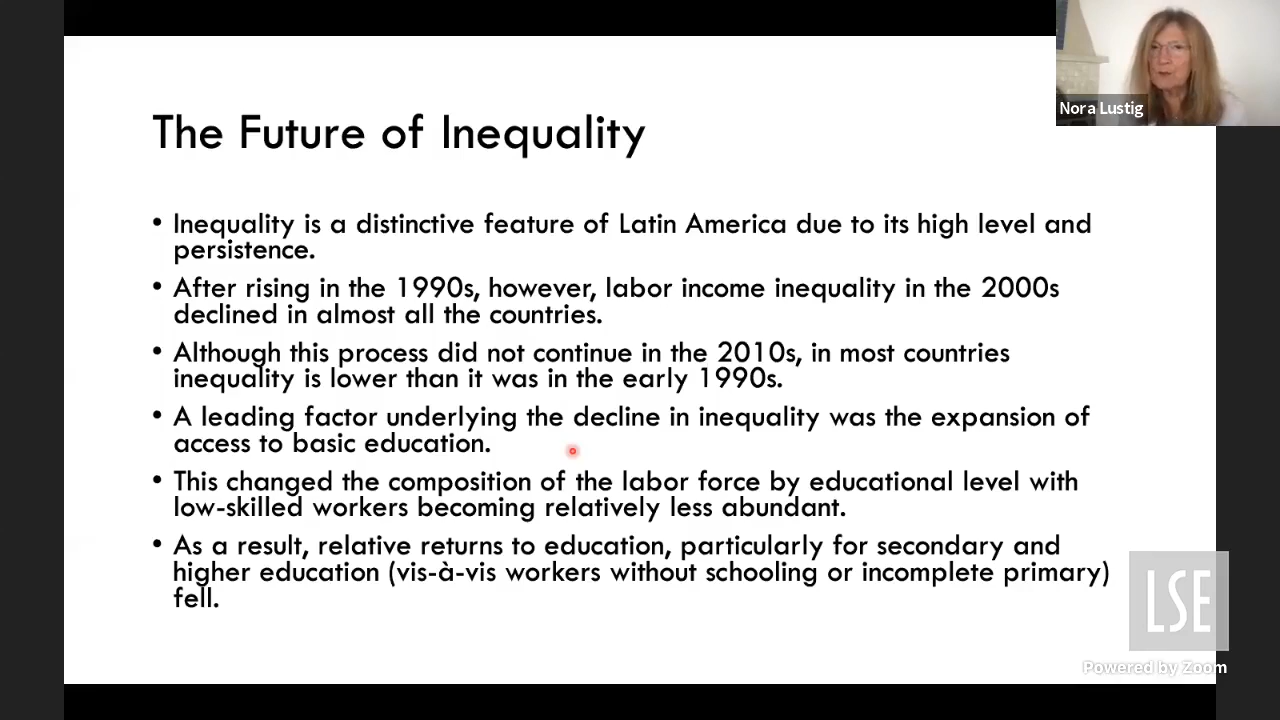 Nora Lustig
The Future of Inequality
• Inequality is a distinctive feature of Latin America due to its high level and
persistence.
• After rising in the 1990s, however, labor income inequality in the 2000s
declined in almost all the countries.
• Although this process did not continue in the 2010s, in most countries
inequality is lower than it was in the early 1990s.
• A leading factor underlying the decline in inequality was the expansion of
access to basic education.
• This changed the composition of the labor force by educational level with
low-skilled workers becoming relatively less abundant.
• As a result, relative returns to education, particularly for secondary and
higher education (vis-à-vis workers without schooling or incomplete primary)
fell.
LSE
Powered by Zoom